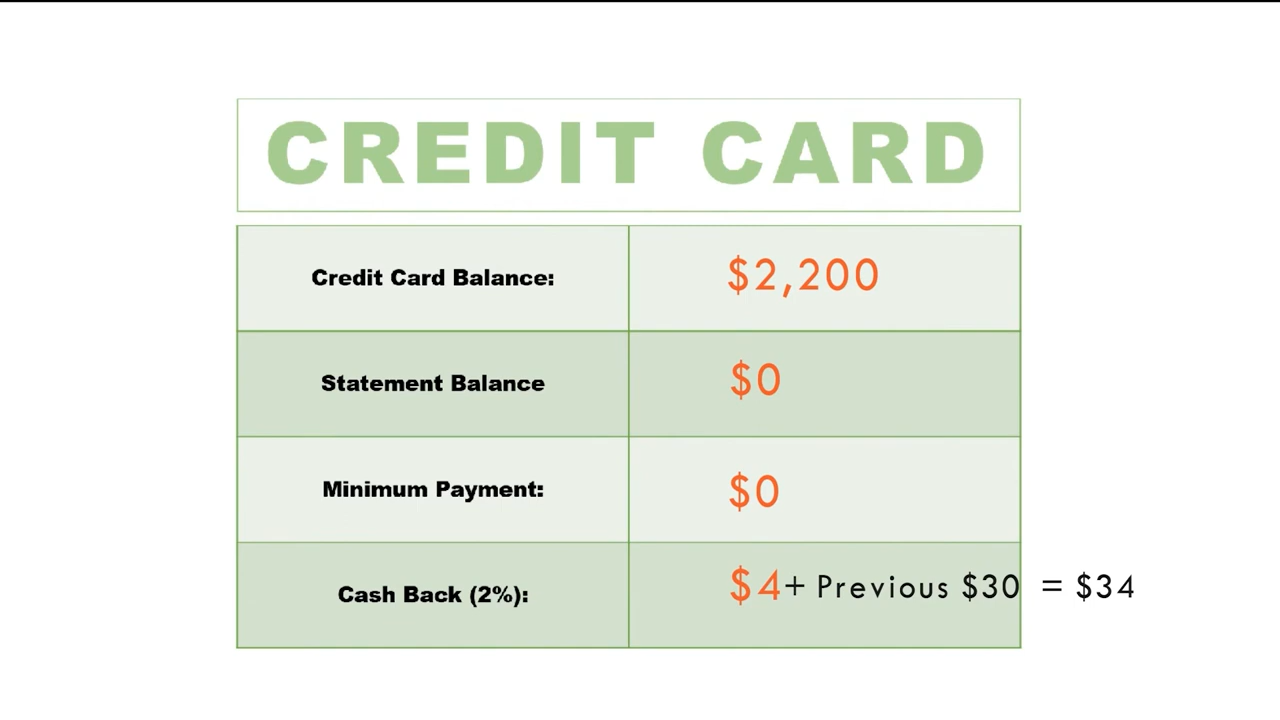 CREDIT CARD
Credit Card Balance: $2,200
Statement Balance $0
Minimum Payment: $0
Cash Back (2%): $4+ Previous $30 = $34